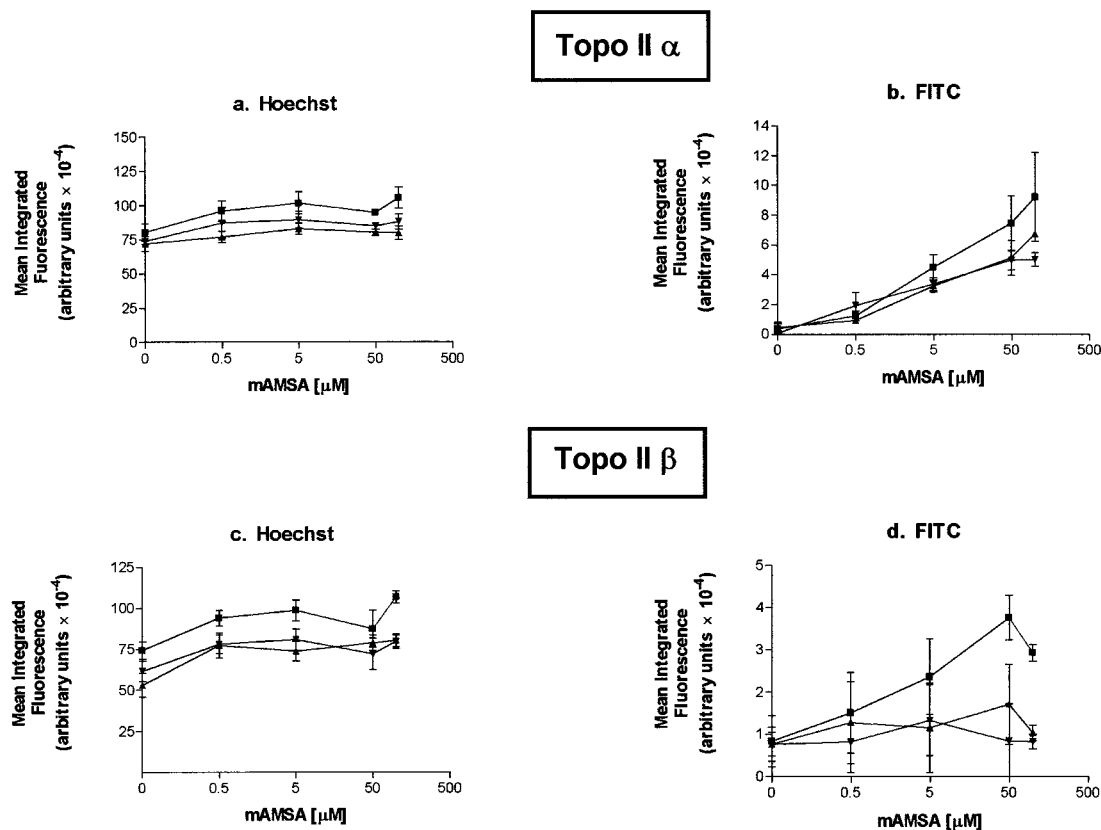 Topo II α
a. Hoechst
Mean Integrated
Fuorescence
(arbitrary units × 10⁻⁴)
150
125
100
75
50
25
0
0 0.5 5 50 500
mAMSA [μM]
b. FITC
Mean Integrated
Fluorescence
(arbitrary units × 10⁻⁴)
14
12
10
8
6
4
2
0
0 0.5 5 50 500
mAMSA [μM]
Topo II β
c. Hoechst
Mean Integrated
Fluorescence
(arbitrary units × 10⁻⁴)
125
100
75
50
25
0 0.5 5 50 500
mAMSA [μM]
d. FITC
Mean Integrated
Fluorescence
(arbitrary units × 10⁻⁴)
5
4
3
2
1
0
0 0.5 5 50 500
mAMSA [μM]